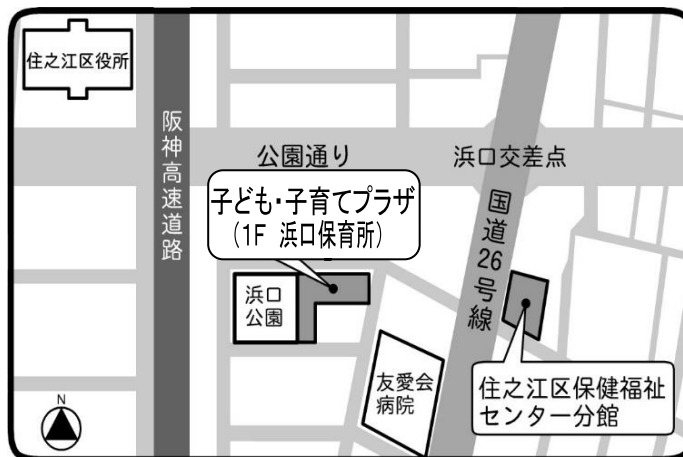 住之江区役所
阪神高速道路
公園通り
浜口交差点
子ども・子育てプラザ
(1F 浜口保育所)
国道26号線
浜口
公園
友愛会
病院
住之江区保健福祉
センター分館
N